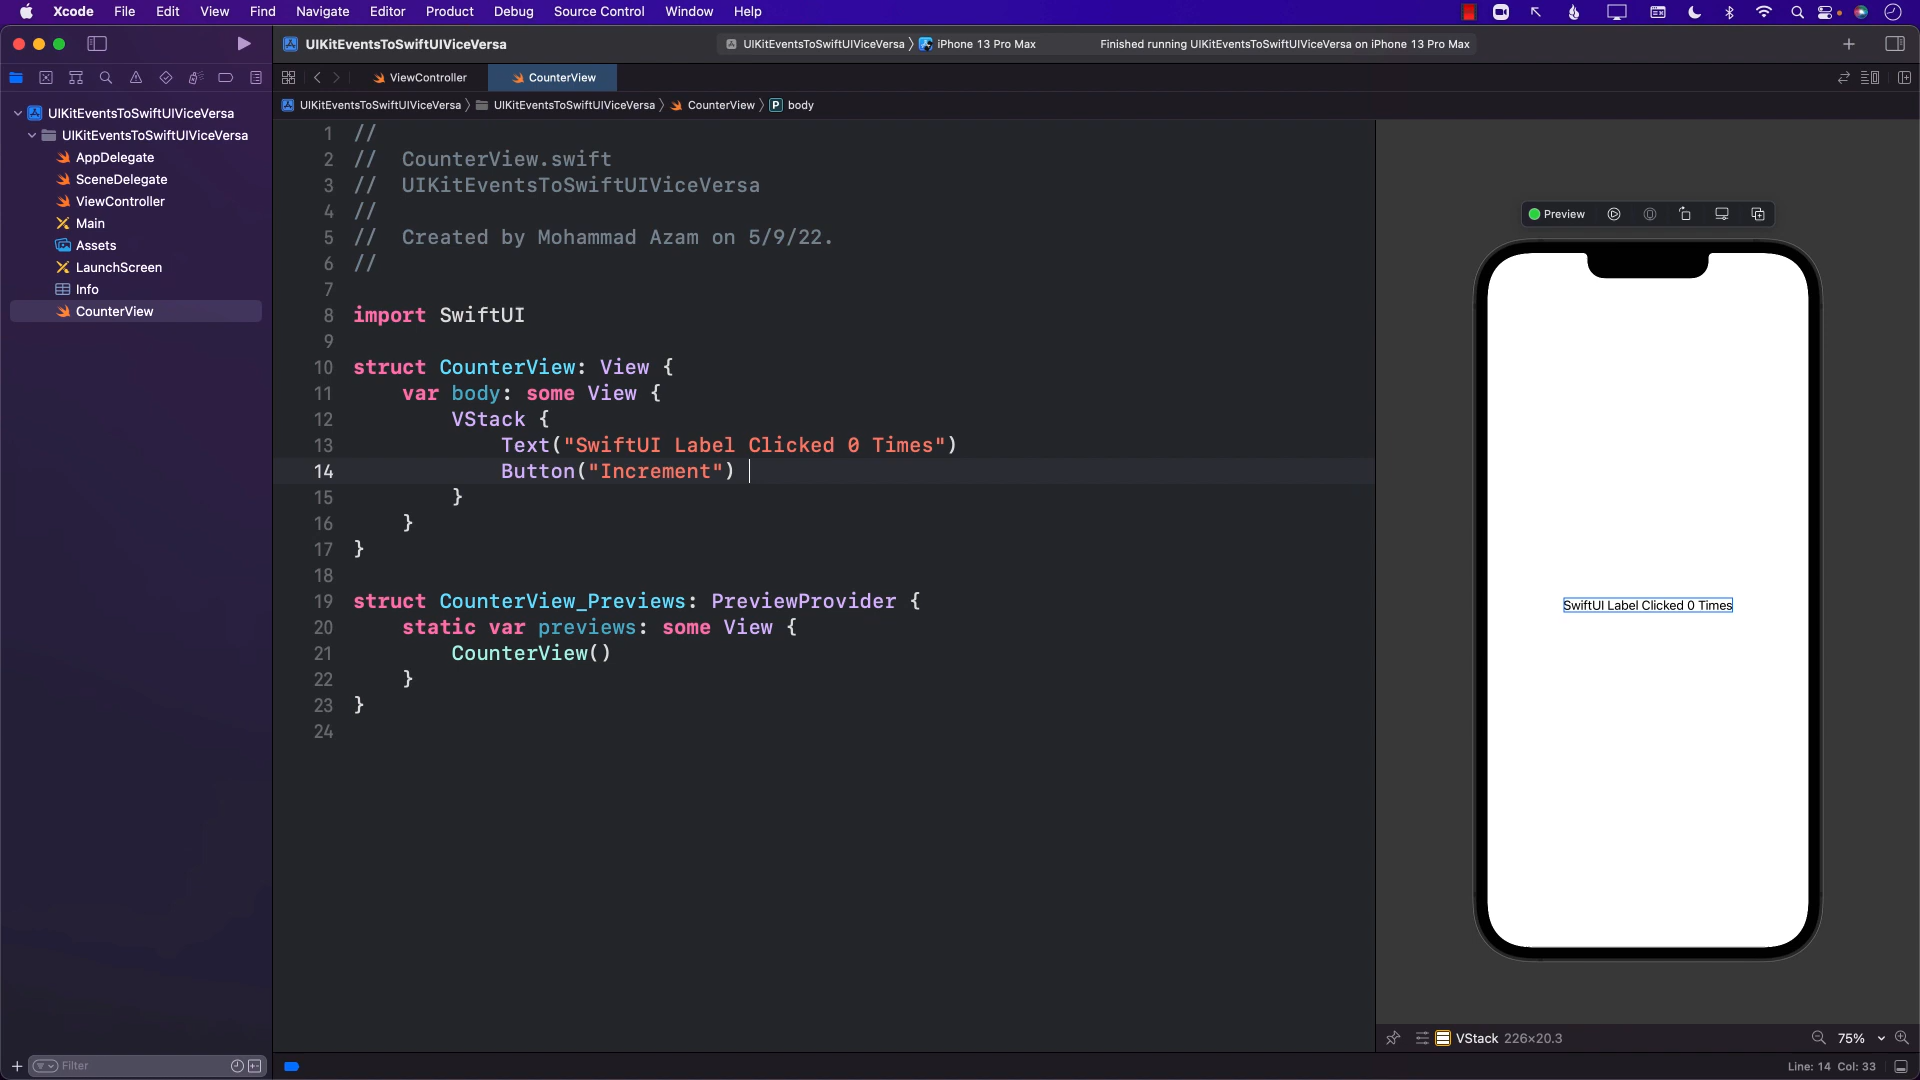 Xcode File Edit View Find Navigate Editor Product Debug Source Control Window Help
UIKitEventsToSwiftUIViceVersa
UIKitEventsToSwiftUIViceVersa iPhone 13 Pro Max Finished running UIKitEventsToSwiftUIViceVersa on iPhone 13 Pro Max
ViewController CounterView
UIKitEventsToSwiftUIViceVersa UIKitEventsToSwiftUIViceVersa CounterView P body
UIKitEventsToSwiftUIViceVersa
UIKitEventsToSwiftUIViceVersa
AppDelegate
SceneDelegate
ViewController
Main
Assets
LaunchScreen
Info
CounterView
Filter
1 //
2 // CounterView.swift
3 // UIKitEventsToSwiftUIViceVersa
4 //
5 // Created by Mohammad Azam on 5/9/22.
6 //
7
8 import SwiftUI
9
10 struct CounterView: View {
11 var body: some View {
12 VStack {
13 Text("SwiftUI Label Clicked 0 Times")
14 Button("Increment")
15 }
16 }
17 }
18
19 struct CounterView_Previews: PreviewProvider {
20 static var previews: some View {
21 CounterView()
22 }
23 }
24
Preview
SwiftUI Label Clicked 0 Times
VStack 226×20.3 75%
Line: 14 Col: 33